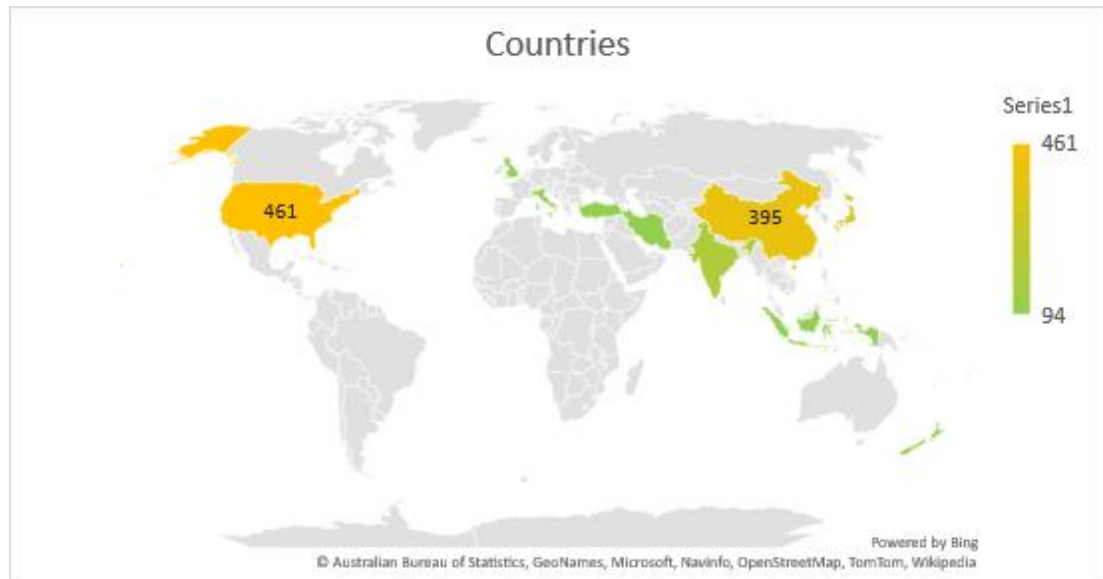 Countries
Series1
461
94
461
395
Powered by Bing
© Australian Bureau of Statistics, GeoNames, Microsoft, Navinfo, OpenStreetMap, TomTom, Wikipedia